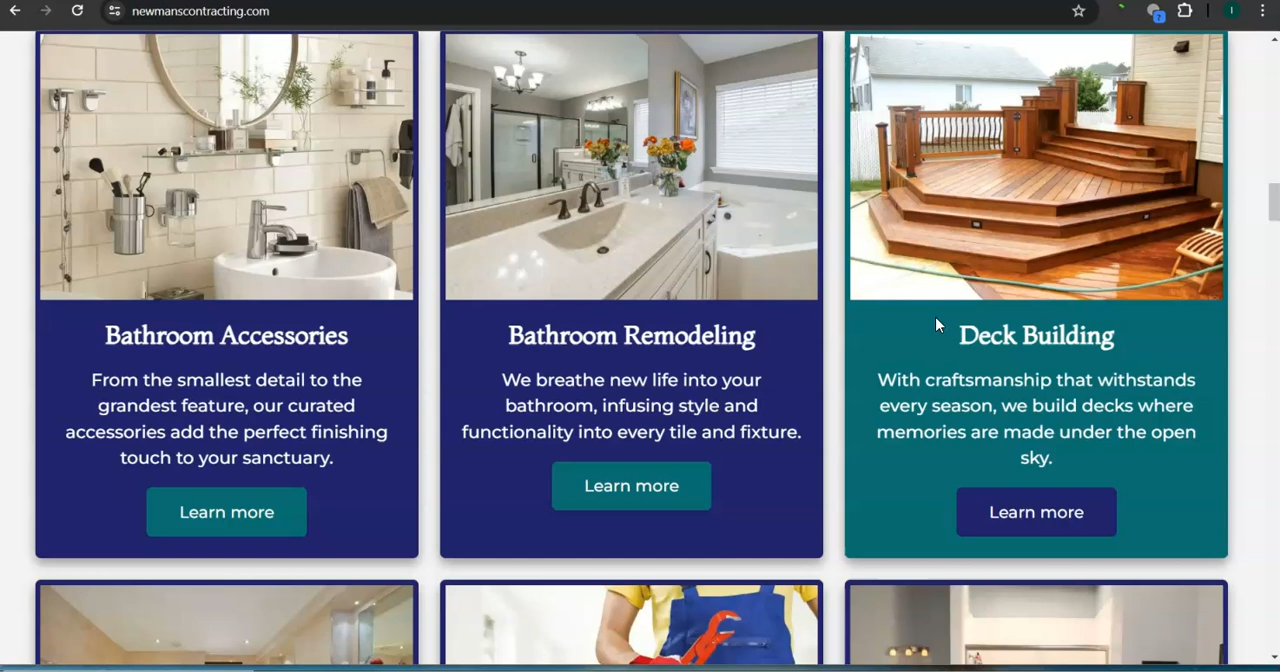 newmanscontracting.com
Bathroom Accessories
From the smallest detail to the
grandest feature, our curated
accessories add the perfect finishing
touch to your sanctuary.
Learn more
Bathroom Remodeling
We breathe new life into your
bathroom, infusing style and
functionality into every tile and fixture.
Learn more
Deck Building
With craftsmanship that withstands
every season, we build decks where
memories are made under the open
sky.
Learn more